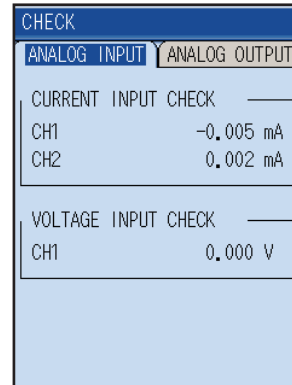 CHECK
ANALOG INPUT ANALOG OUTPUT
CURRENT INPUT CHECK
CH1 -0.005 mA
CH2 0.002 mA
VOLTAGE INPUT CHECK
CH1 0.000 V